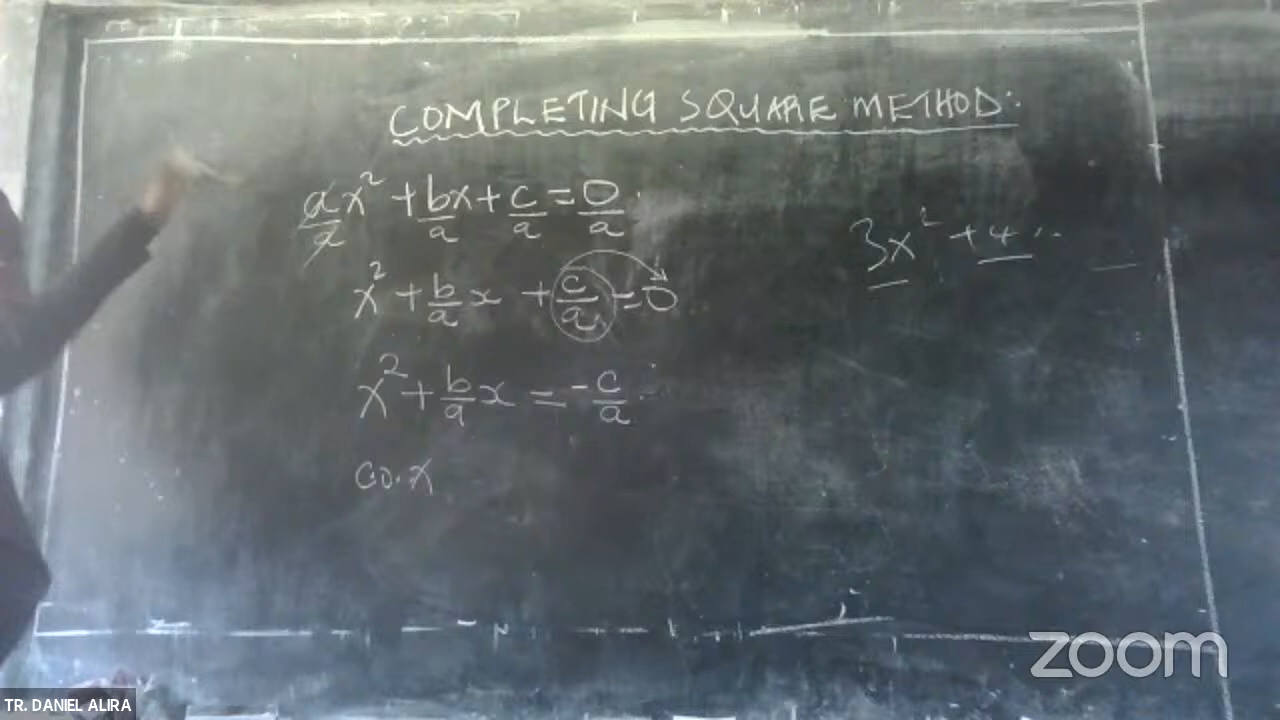 COMPLETING SQUARE METHOD:
ax²/a + bx/a + c/a = 0/a
3x² + 4..
x² + b/a x + c/a = 0
x² + b/a x = -c/a
co.x
zoom
TR. DANIEL ALIRA